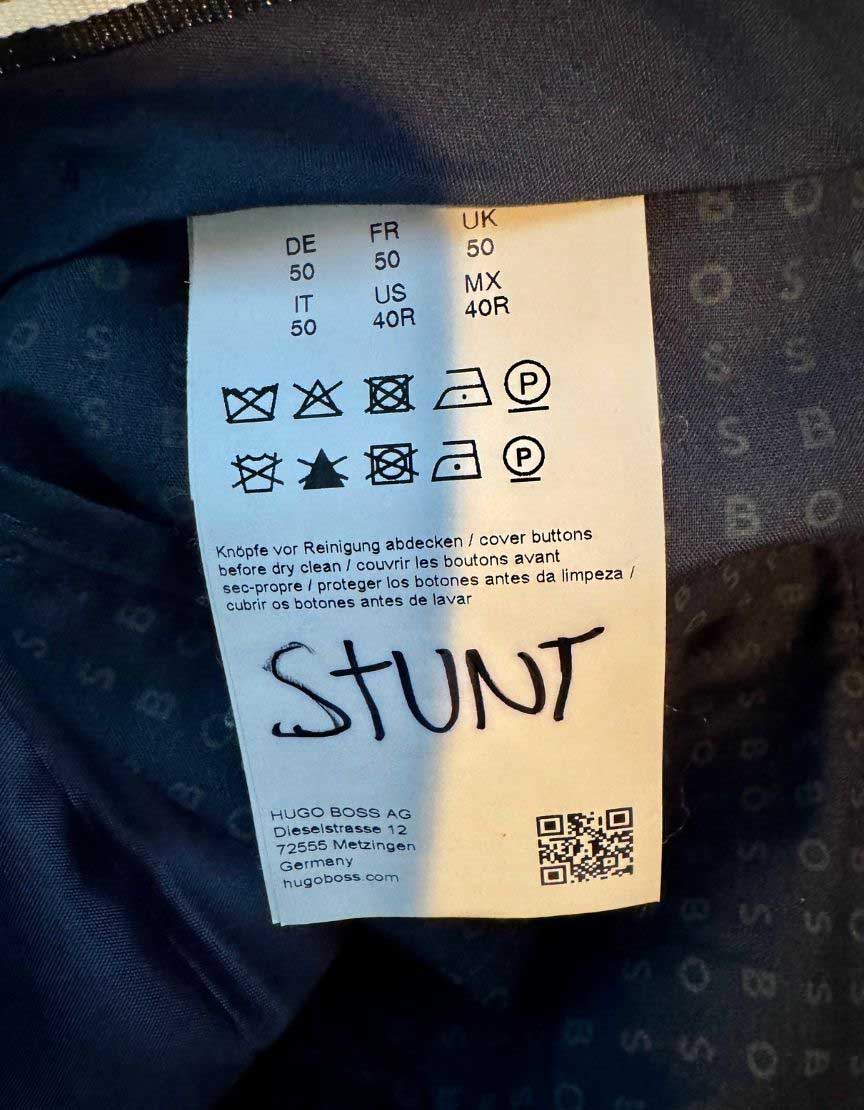 DE FR UK
50 50 50
IT US MX
50 40R 40R
P
P
Knöpfe vor Reinigung abdecken / cover buttons
before dry clean / couvrir les boutons avant
sec-propre / proteger los botones antes da limpeza /
cubrir os botones antes de lavar
STUNT
HUGO BOSS AG
Dieselstrasse 12
72555 Metzingen
Germany
hugoboss.com